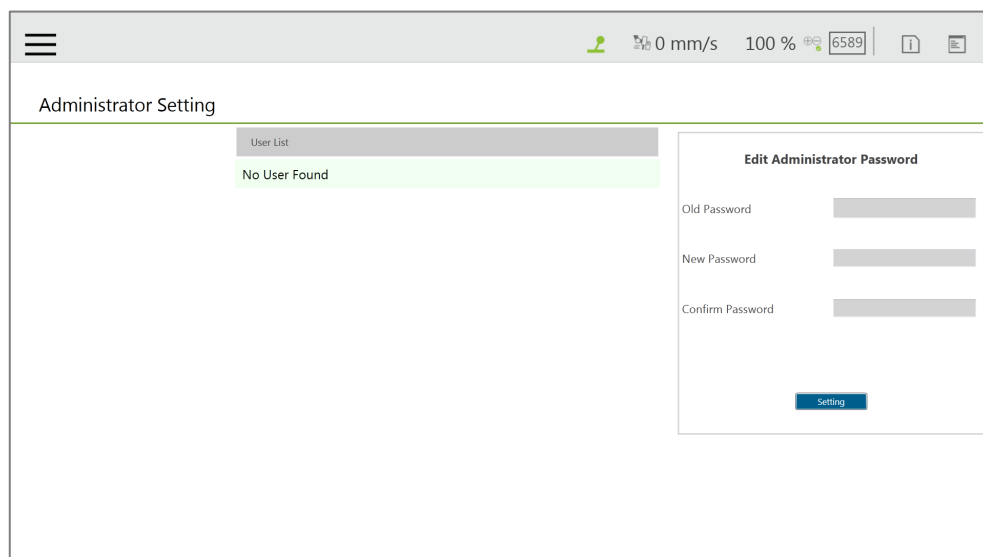 0 mm/s 100 % 6589
Administrator Setting
User List
No User Found
Edit Administrator Password
Old Password
New Password
Confirm Password
Setting